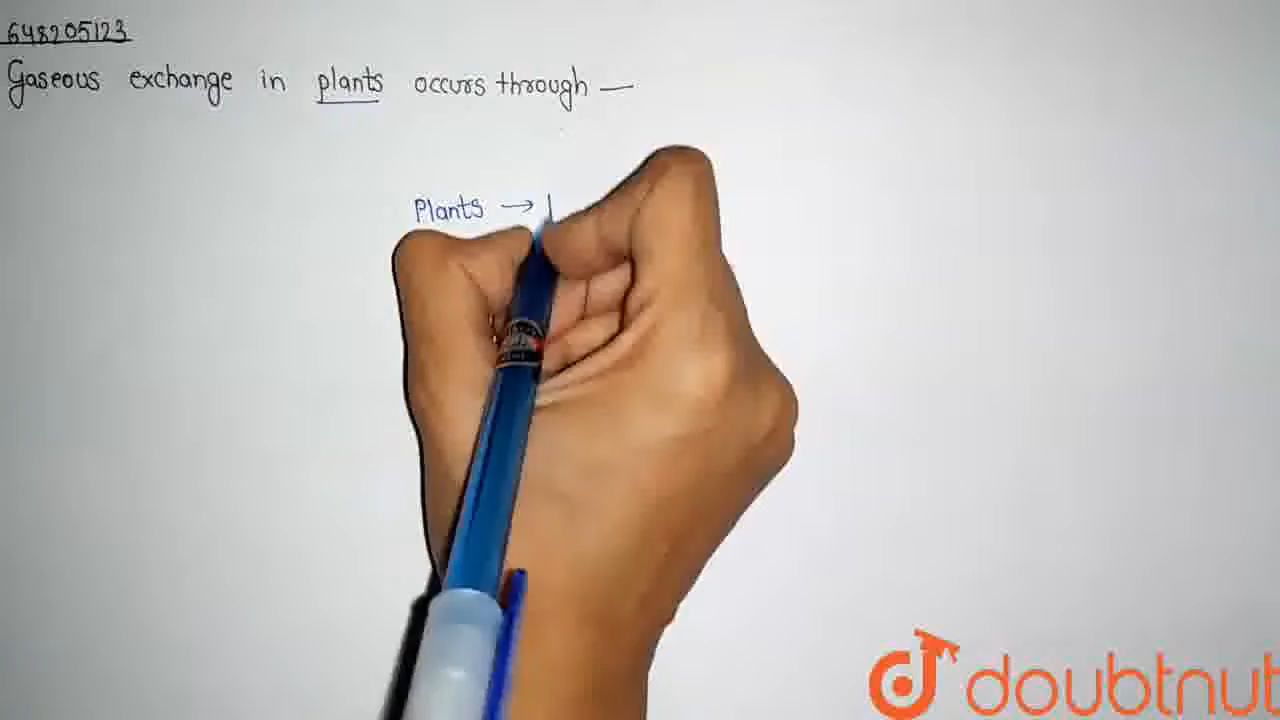 648205123
Gaseous exchange in plants occurs through —
Plants →
doubtnut